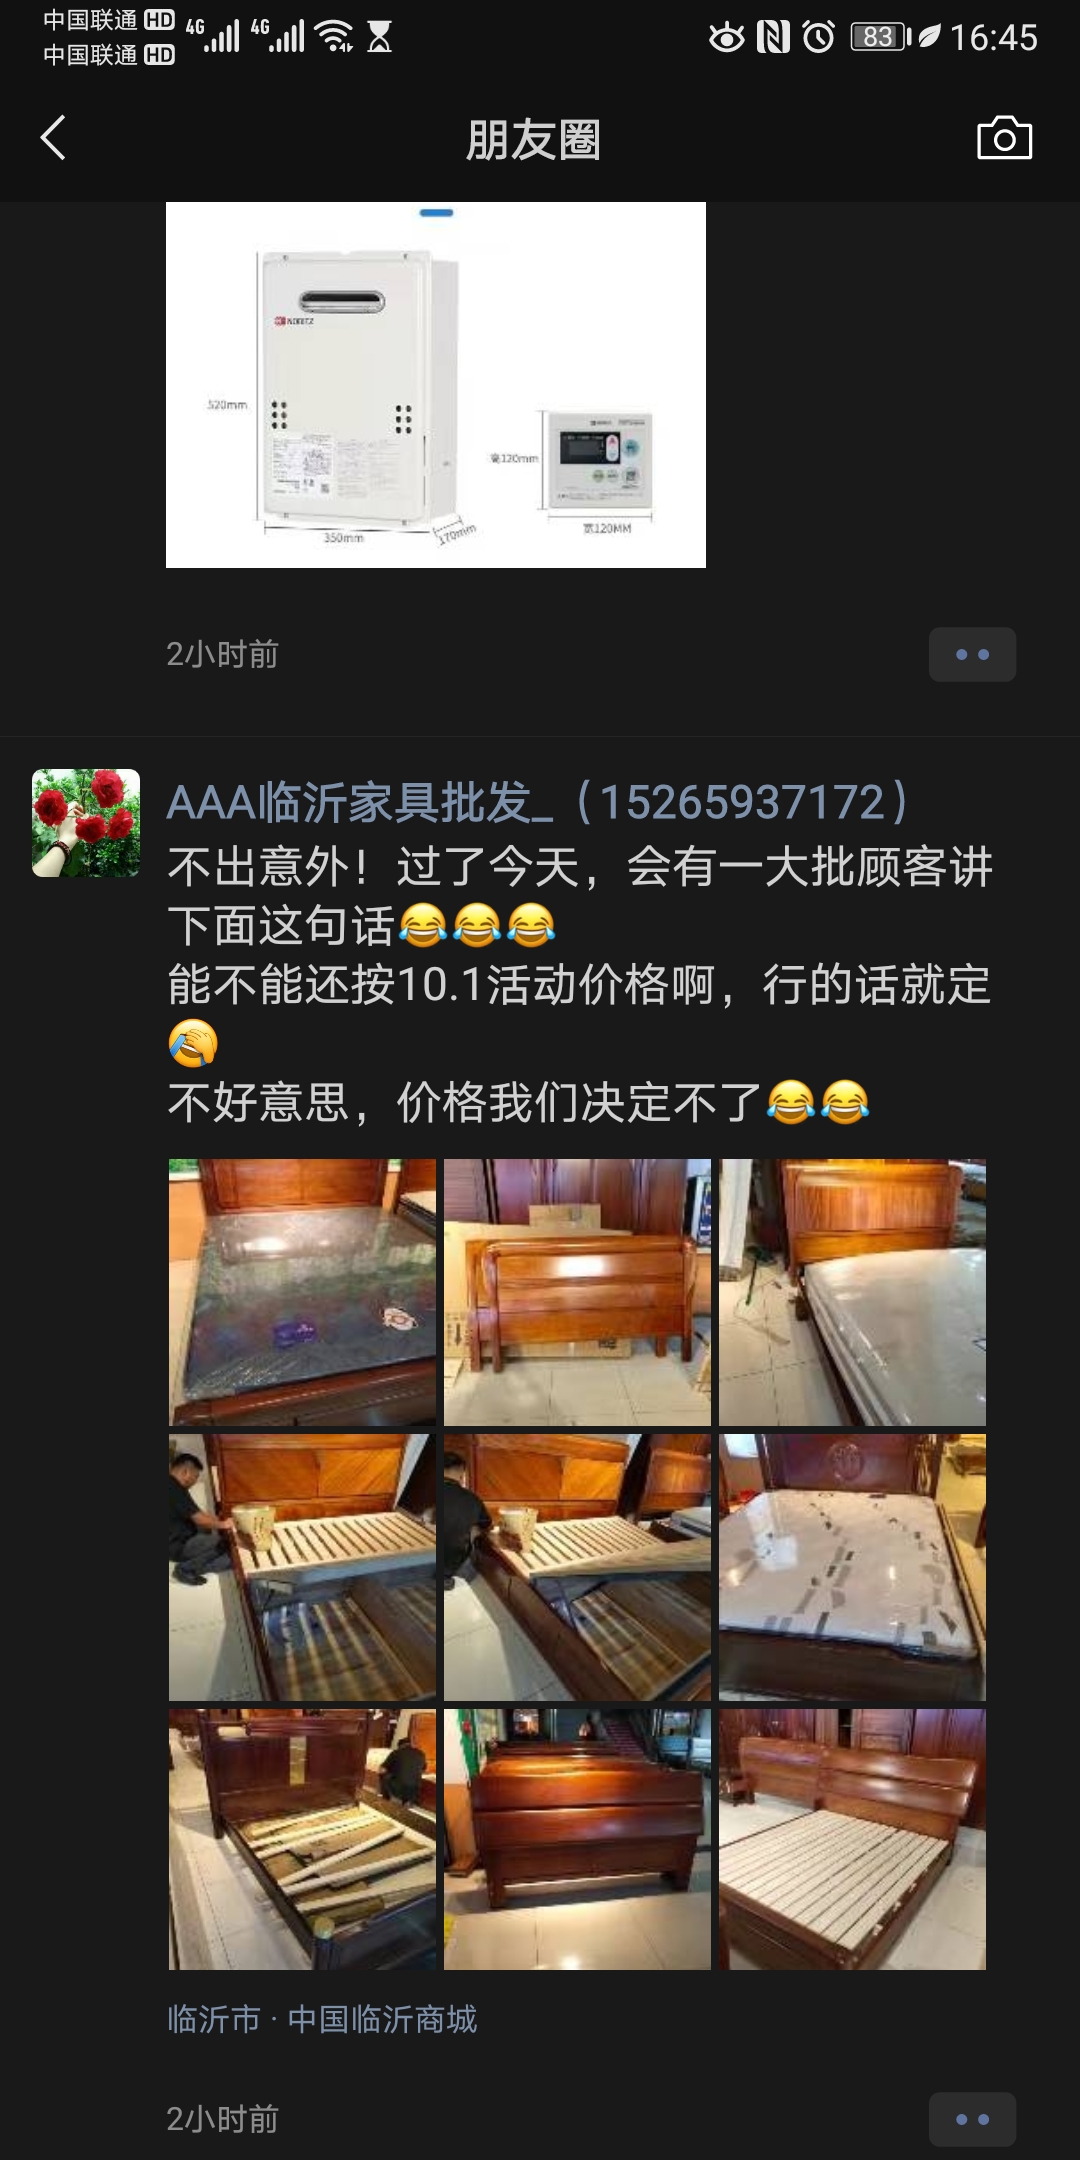 中国联通 HD 4G 4G 83 16:45
中国联通 HD
朋友圈
NORITZ
520mm
高120mm
宽120MM
350mm
170mm
2小时前
AAA临沂家具批发_（15265937172）
不出意外！过了今天，会有一大批顾客讲
下面这句话😂😂😂
能不能还按10.1活动价格啊，行的话就定
🤦
不好意思，价格我们决定不了😂😂
临沂市 · 中国临沂商城
2小时前